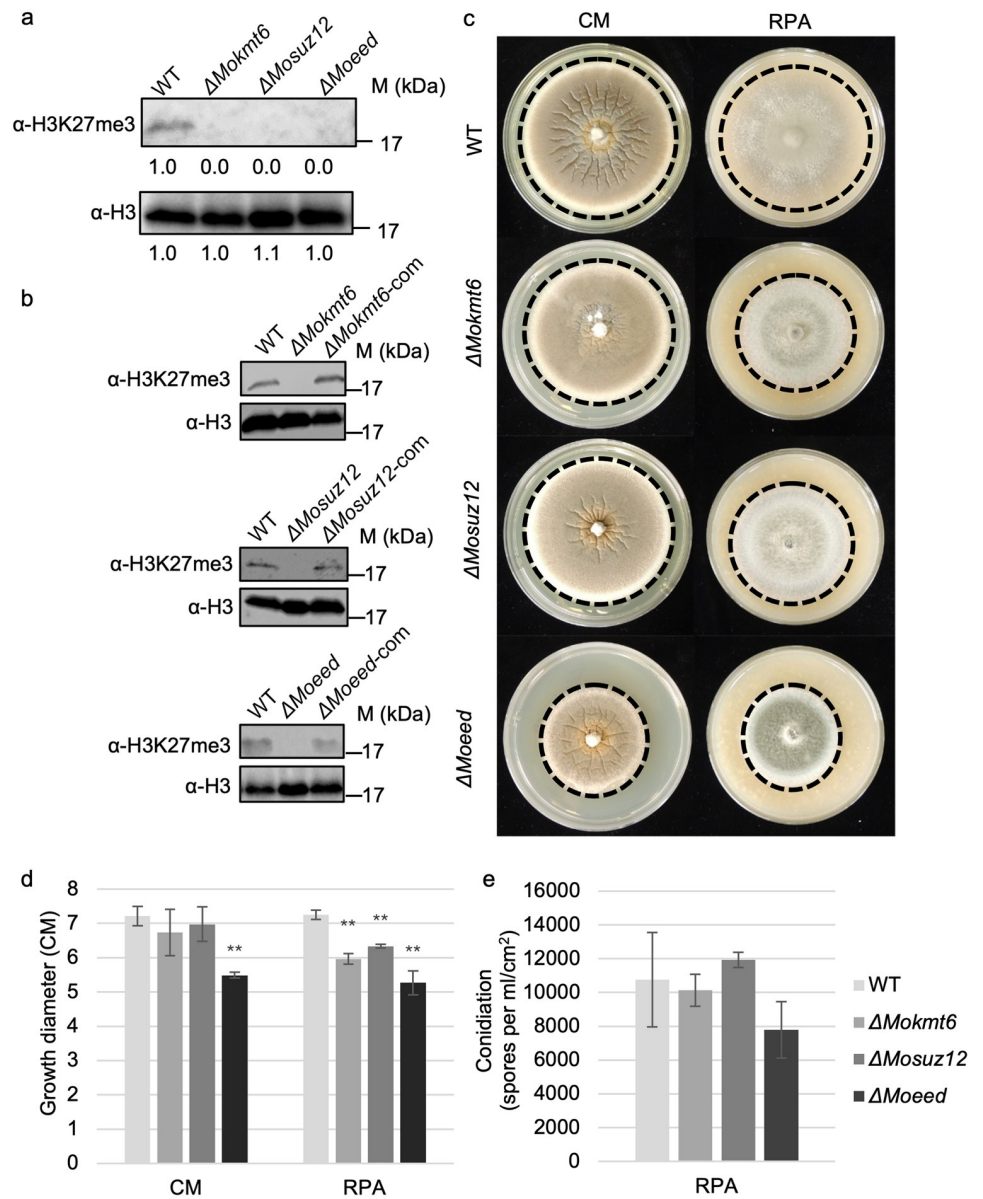 a
WT ΔMokmt6 ΔMosuz12 ΔMoeed M (kDa)
α-H3K27me3
17
1.0 0.0 0.0 0.0
α-H3
17
1.0 1.0 1.1 1.0
b
WT ΔMokmt6 ΔMokmt6-com M (kDa)
α-H3K27me3
17
α-H3
17
WT ΔMosuz12 ΔMosuz12-com M (kDa)
α-H3K27me3
17
α-H3
17
WT ΔMoeed ΔMoeed-com M (kDa)
α-H3K27me3
17
α-H3
17
c
CM RPA
WT
ΔMokmt6
ΔMosuz12
ΔMoeed
d
Growth diameter (CM)
8
7
6
5
4
3
2
1
0
**
** ** **
CM RPA
e
Conidiation
(spores per ml/cm²)
16000
14000
12000
10000
8000
6000
4000
2000
0
RPA
WT
ΔMokmt6
ΔMosuz12
ΔMoeed